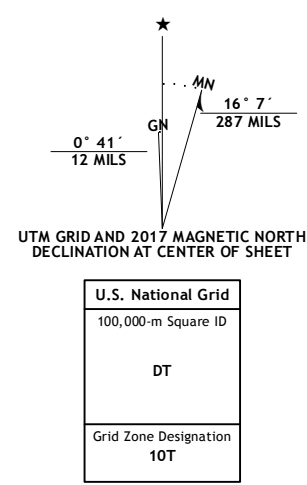 ★
MN
GN
16° 7´
287 MILS
0° 41´
12 MILS
UTM GRID AND 2017 MAGNETIC NORTH
DECLINATION AT CENTER OF SHEET
U.S. National Grid
100,000-m Square ID
DT
Grid Zone Designation
10T